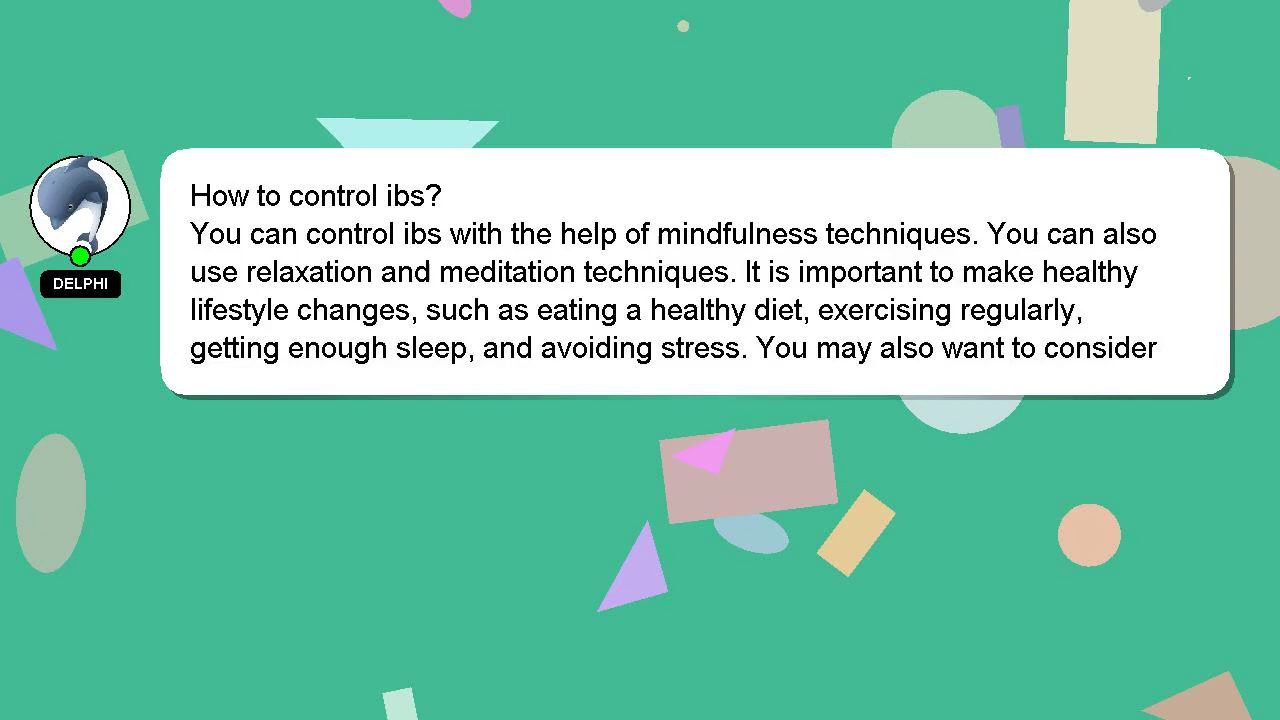 How to control ibs?
You can control ibs with the help of mindfulness techniques. You can also
use relaxation and meditation techniques. It is important to make healthy
lifestyle changes, such as eating a healthy diet, exercising regularly,
getting enough sleep, and avoiding stress. You may also want to consider
DELPHI